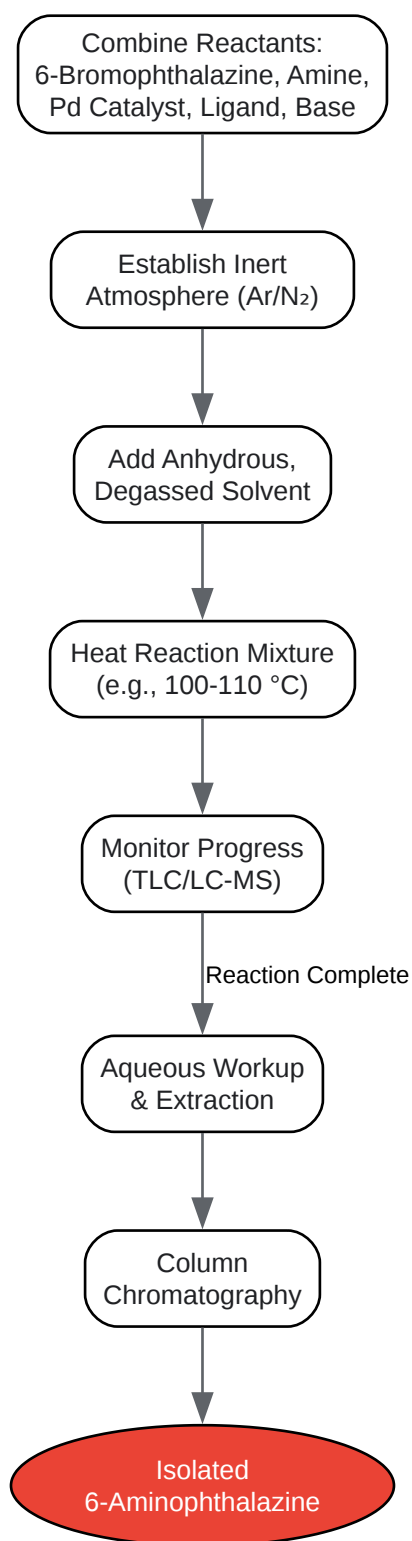 Combine Reactants:
6-Bromophthalazine, Amine,
Pd Catalyst, Ligand, Base
Establish Inert
Atmosphere (Ar/N₂)
Add Anhydrous,
Degassed Solvent
Heat Reaction Mixture
(e.g., 100-110 °C)
Monitor Progress
(TLC/LC-MS)
Reaction Complete
Aqueous Workup
& Extraction
Column
Chromatography
Isolated
6-Aminophthalazine